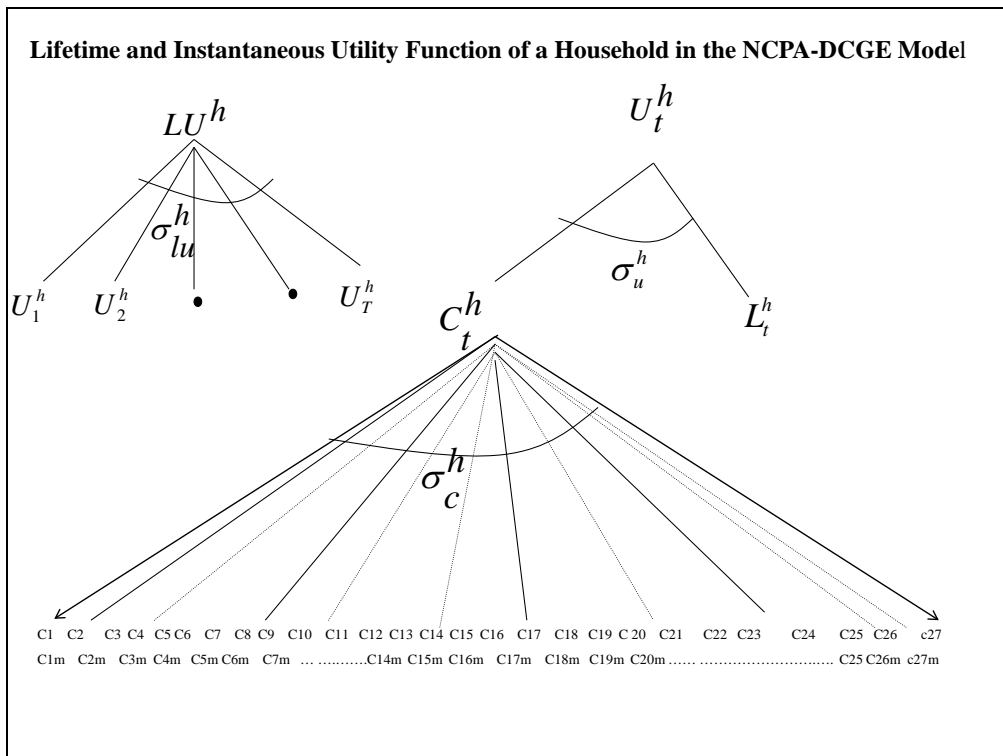 Lifetime and Instantaneous Utility Function of a Household in the NCPA-DCGE Model
LU^h
U_t^h
σ_lu^h
σ_u^h
U_1^h U_2^h U_T^h
C_t^h
L_t^h
σ_c^h
C1 C2 C3 C4 C5 C6 C7 C8 C9 C10 C11 C12 C13 C14 C15 C16 C17 C18 C19 C 20 C21 C22 C23 C24 C25 C26 c27
C1m C2m C3m C4m C5m C6m C7m … ………C14m C15m C16m C17m C18m C19m C20m…… ……………………….…. C25 C26m c27m